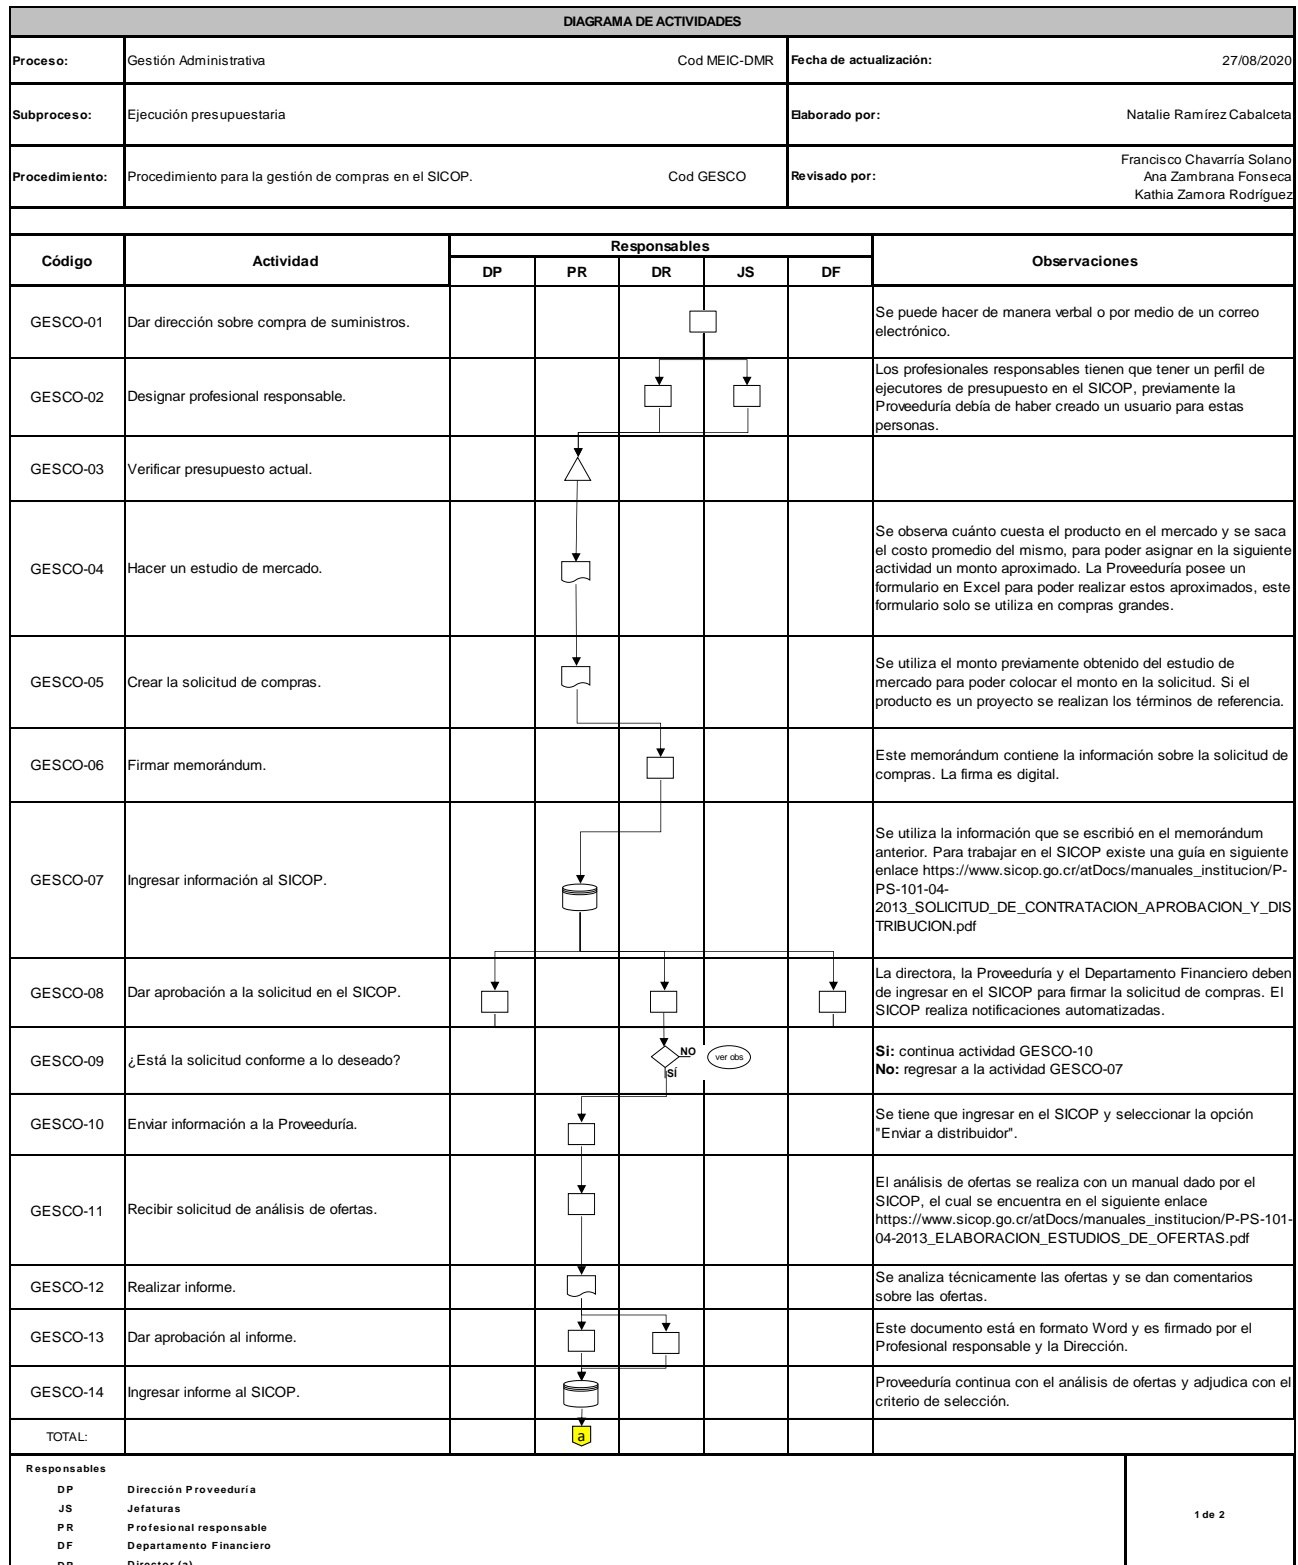 DIAGRAMA DE ACTIVIDADES
Proceso: Gestión Administrativa Cod MEIC-DMR Fecha de actualización: 27/08/2020
Subproceso: Ejecución presupuestaria Elaborado por: Natalie Ramírez Cabalceta
Procedimiento: Procedimiento para la gestión de compras en el SICOP. Cod GESCO Revisado por: Francisco Chavarría Solano
Ana Zambrana Fonseca
Kathia Zamora Rodríguez
Código Actividad Responsables Observaciones
DP PR DR JS DF
GESCO-01 Dar dirección sobre compra de suministros.
Se puede hacer de manera verbal o por medio de un correo
electrónico.
GESCO-02 Designar profesional responsable.
Los profesionales responsables tienen que tener un perfil de
ejecutores de presupuesto en el SICOP, previamente la
Proveeduría debía de haber creado un usuario para estas
personas.
GESCO-03 Verificar presupuesto actual.
GESCO-04 Hacer un estudio de mercado.
Se observa cuánto cuesta el producto en el mercado y se saca
el costo promedio del mismo, para poder asignar en la siguiente
actividad un monto aproximado. La Proveeduría posee un
formulario en Excel para poder realizar estos aproximados, este
formulario solo se utiliza en compras grandes.
GESCO-05 Crear la solicitud de compras.
Se utiliza el monto previamente obtenido del estudio de
mercado para poder colocar el monto en la solicitud. Si el
producto es un proyecto se realizan los términos de referencia.
GESCO-06 Firmar memorándum.
Este memorándum contiene la información sobre la solicitud de
compras. La firma es digital.
GESCO-07 Ingresar información al SICOP.
Se utiliza la información que se escribió en el memorándum
anterior. Para trabajar en el SICOP existe una guía en siguiente
enlace https://www.sicop.go.cr/atDocs/manuales_institucion/P-
PS-101-04-
2013_SOLICITUD_DE_CONTRATACION_APROBACION_Y_DIS
TRIBUCION.pdf
GESCO-08 Dar aprobación a la solicitud en el SICOP.
La directora, la Proveeduría y el Departamento Financiero deben
de ingresar en el SICOP para firmar la solicitud de compras. El
SICOP realiza notificaciones automatizadas.
GESCO-09 ¿Está la solicitud conforme a lo deseado?
NO
ver obs
SÍ
Si: continua actividad GESCO-10
No: regresar a la actividad GESCO-07
GESCO-10 Enviar información a la Proveeduría.
Se tiene que ingresar en el SICOP y seleccionar la opción
"Enviar a distribuidor".
GESCO-11 Recibir solicitud de análisis de ofertas.
El análisis de ofertas se realiza con un manual dado por el
SICOP, el cual se encuentra en el siguiente enlace
https://www.sicop.go.cr/atDocs/manuales_institucion/P-PS-101-
04-2013_ELABORACION_ESTUDIOS_DE_OFERTAS.pdf
GESCO-12 Realizar informe.
Se analiza técnicamente las ofertas y se dan comentarios
sobre las ofertas.
GESCO-13 Dar aprobación al informe.
Este documento está en formato Word y es firmado por el
Profesional responsable y la Dirección.
GESCO-14 Ingresar informe al SICOP.
Proveeduría continua con el análisis de ofertas y adjudica con el
criterio de selección.
TOTAL: a
Responsables
DP Dirección Proveeduría
JS Jefaturas
PR Profesional responsable
DF Departamento Financiero
1 de 2
Director (a)